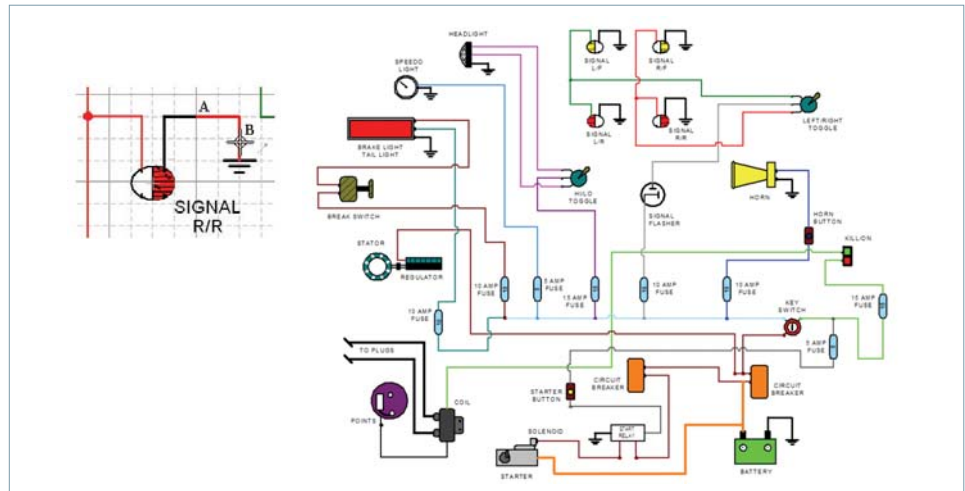 A
B
SIGNAL
R/R
HEADLIGHT
SPEEDO
LIGHT
BRAKE LIGHT
TAIL LIGHT
BREAK SWITCH
STATOR
REGULATOR
SIGNAL
L/F
SIGNAL
R/F
SIGNAL
L/R
SIGNAL
R/R
LEFT/RIGHT
TOGGLE
HI/LO
TOGGLE
SIGNAL
FLASHER
HORN
HORN
BUTTON
KILL/ON
10 AMP
FUSE
10 AMP
FUSE
5 AMP
FUSE
15 AMP
FUSE
10 AMP
FUSE
10 AMP
FUSE
KEY
SWITCH
15 AMP
FUSE
5 AMP
FUSE
TO PLUGS
POINTS
COIL
STARTER
BUTTON
CIRCUIT
BREAKER
CIRCUIT
BREAKER
SOLENOID
START
RELAY
STARTER
BATTERY